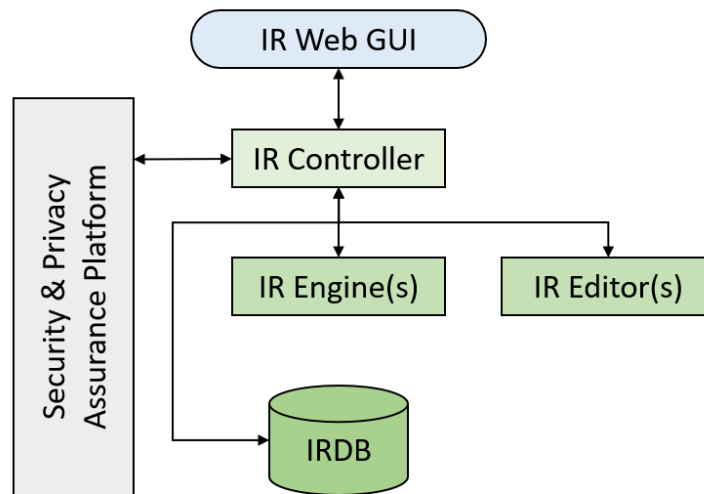 IR Web GUI
IR Controller
Security & Privacy
Assurance Platform
IR Engine(s)
IR Editor(s)
IRDB